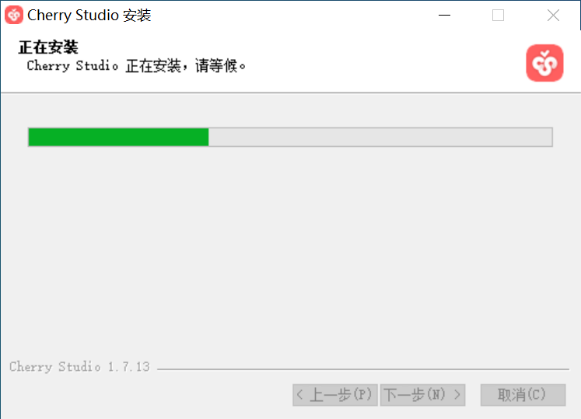 Cherry Studio 安装
正在安装
Cherry Studio 正在安装，请等候。
Cherry Studio 1.7.13
< 上一步(P) 下一步(N) > 取消(C)